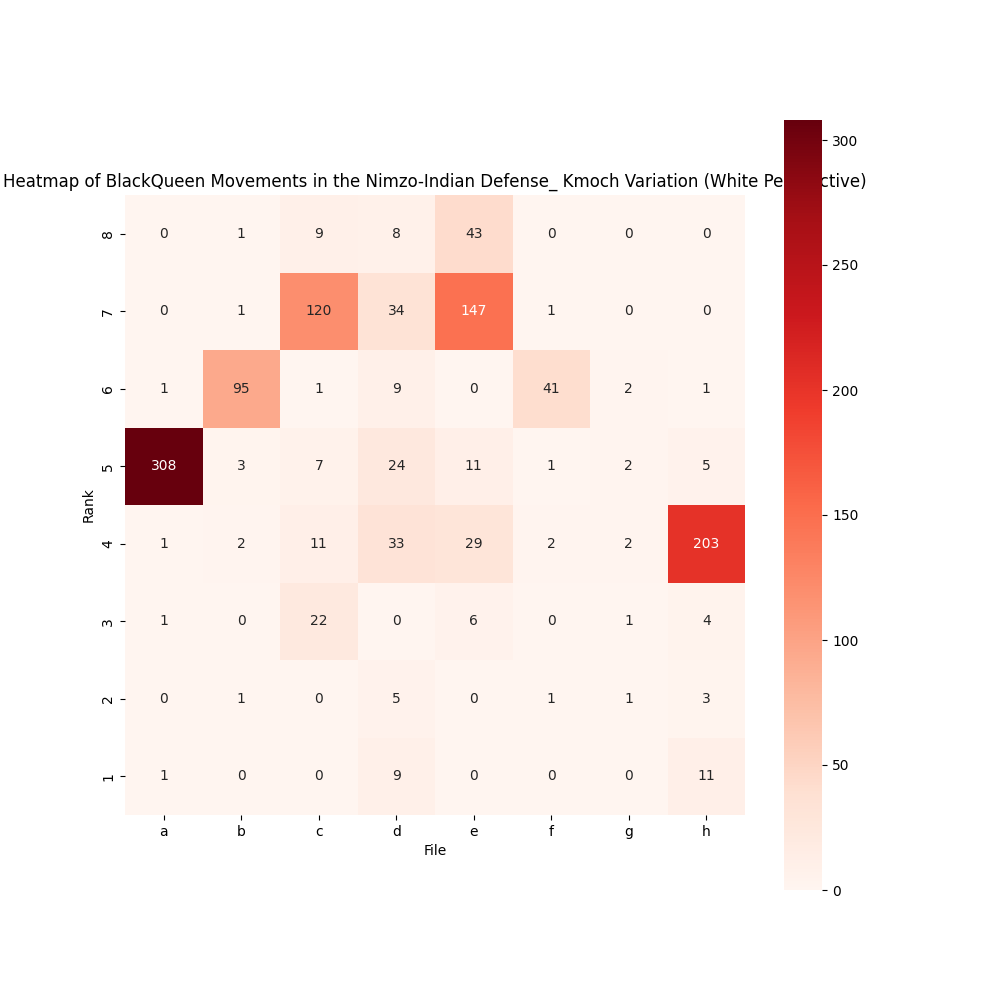 Heatmap of BlackQueen Movements in the Nimzo-Indian Defense_ Kmoch Variation (White Pe ctive)
8 0 1 9 8 43 0 0 0
7 0 1 120 34 147 1 0 0
6 1 95 1 9 0 41 2 1
5 308 3 7 24 11 1 2 5
4 1 2 11 33 29 2 2 203
3 1 0 22 0 6 0 1 4
2 0 1 0 5 0 1 1 3
1 1 0 0 9 0 0 0 11
a b c d e f g h
File
Rank
300
250
200
150
100
50
0